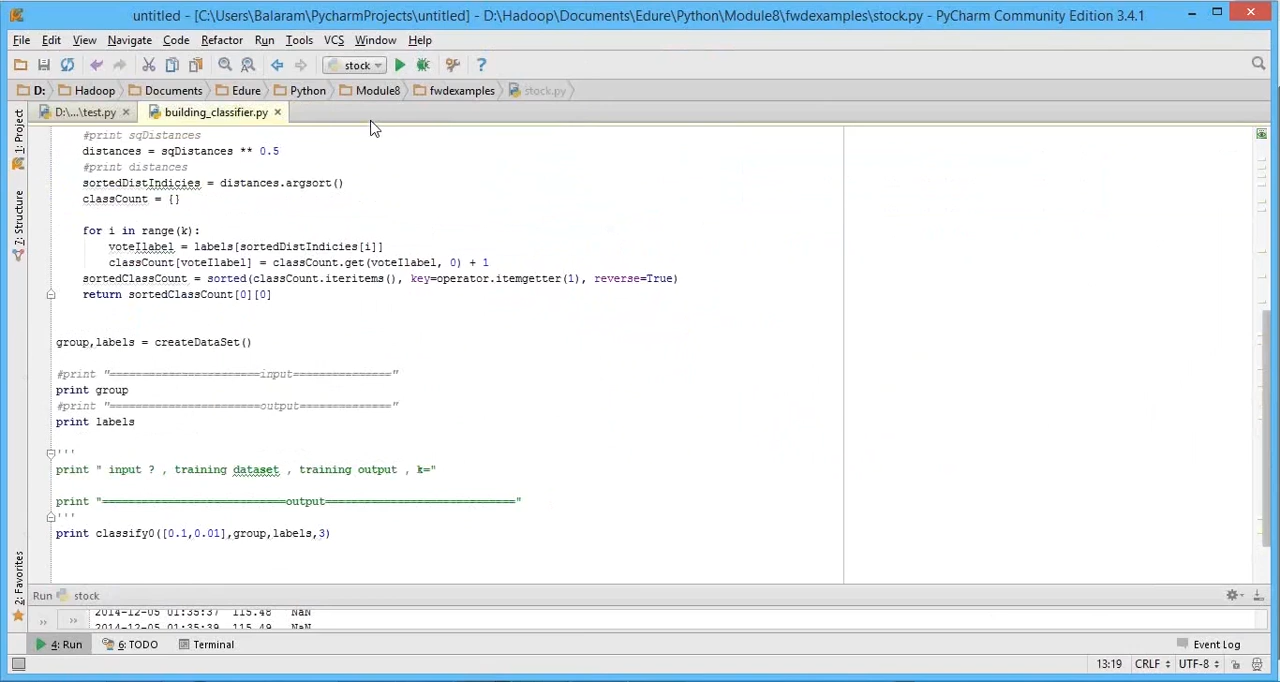 untitled - [C:\Users\Balaram\PycharmProjects\untitled] - D:\Hadoop\Documents\Edure\Python\Module8\fwdexamples\stock.py - PyCharm Community Edition 3.4.1
File Edit View Navigate Code Refactor Run Tools VCS Window Help
stock
D: Hadoop Documents Edure Python Module8 fwdexamples stock.py
D:\...\test.py building_classifier.py
1: Project
7: Structure
2: Favorites
#print sqDistances
distances = sqDistances ** 0.5
#print distances
sortedDistIndicies = distances.argsort()
classCount = {}
for i in range(k):
voteIlabel = labels[sortedDistIndicies[i]]
classCount[voteIlabel] = classCount.get(voteIlabel, 0) + 1
sortedClassCount = sorted(classCount.iteritems(), key=operator.itemgetter(1), reverse=True)
return sortedClassCount[0][0]
group,labels = createDataSet()
#print "=======================input=============="
print group
#print "=======================output=============="
print labels
'''
print " input ? , training dataset , training output , k="
print "============================output============================="
'''
print classify0([0.1,0.01],group,labels,3)
Run stock
2014-12-05 01:35:37 115.48 NaN
2014-12-05 01:35:39 115.49 NaN
4: Run 6: TODO Terminal Event Log
13:19 CRLF UTF-8